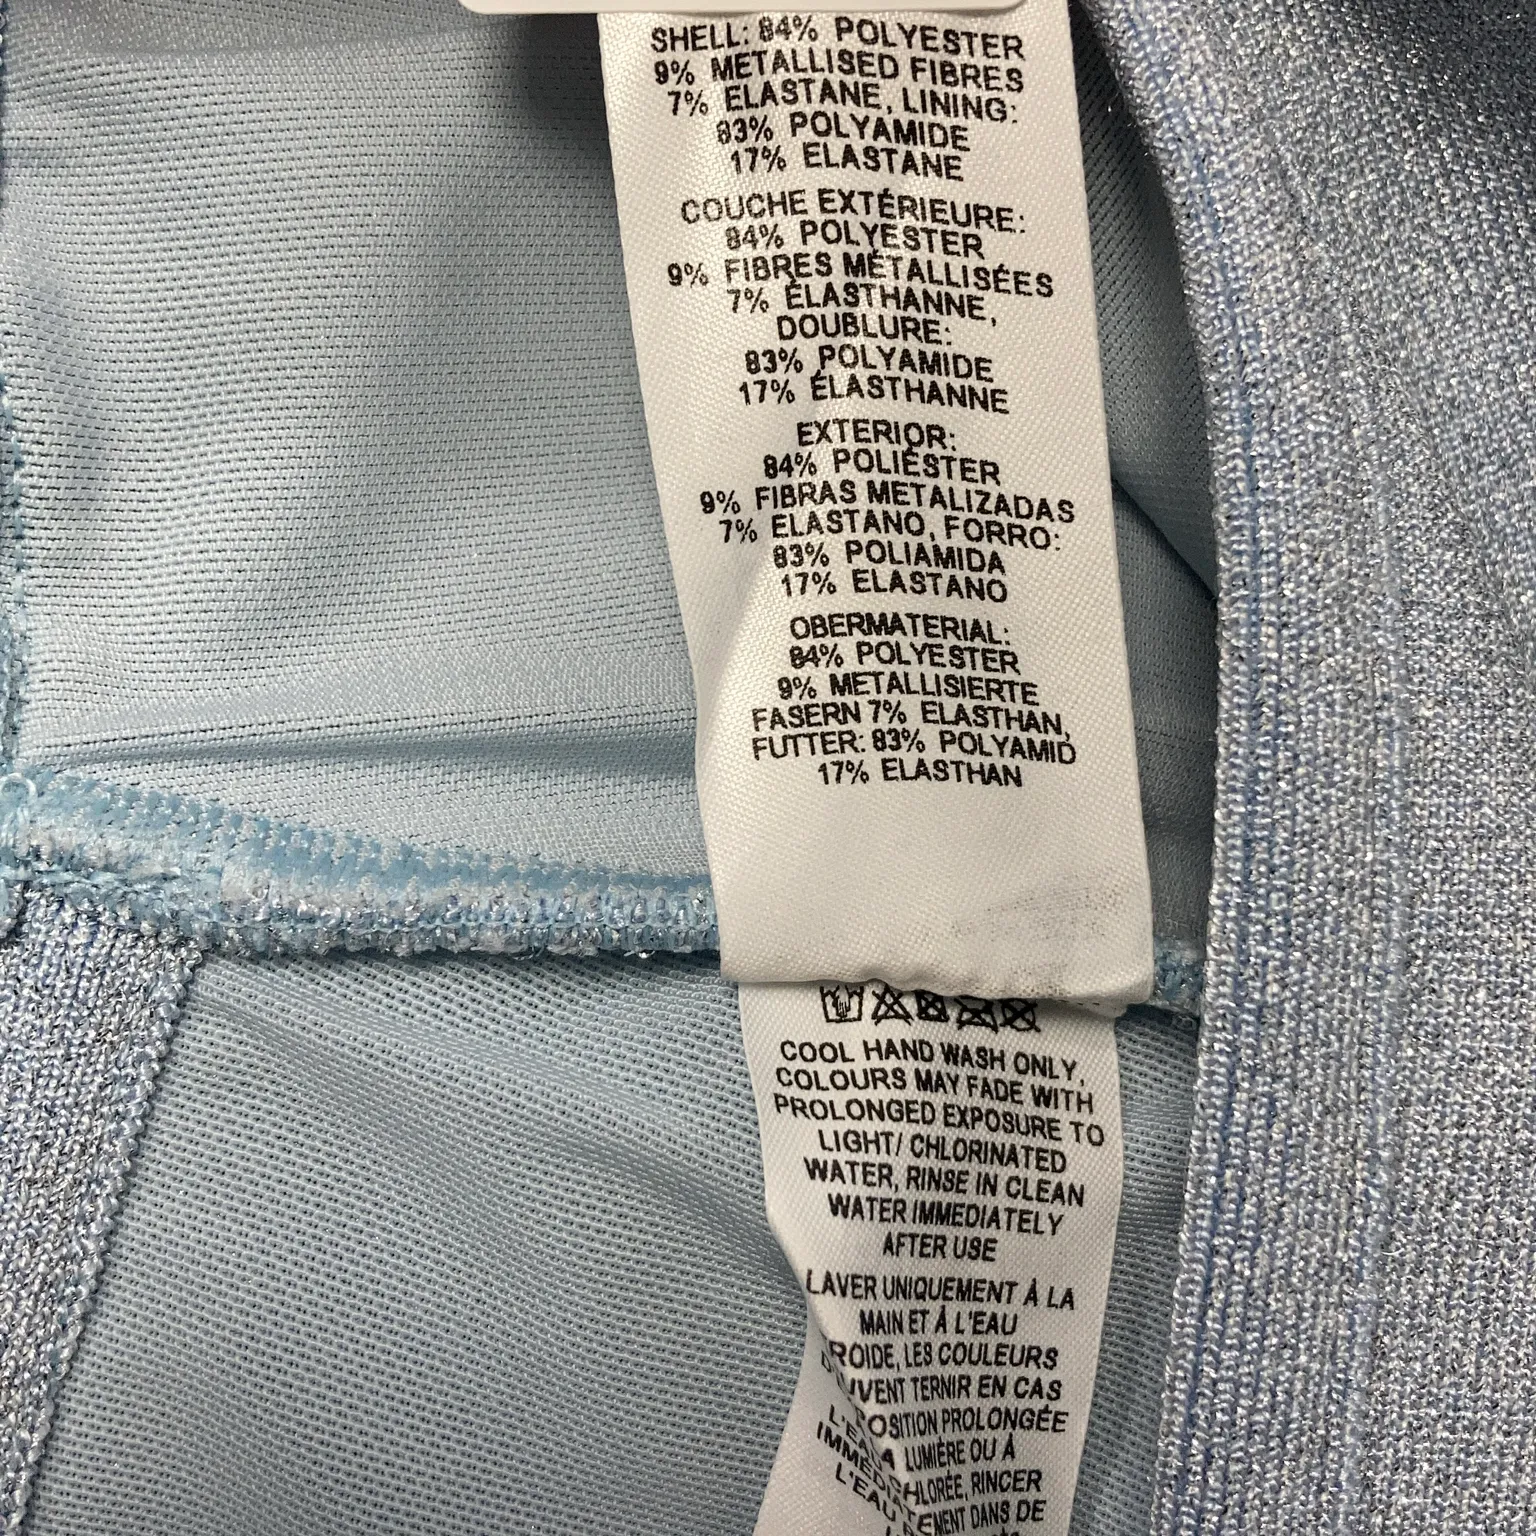 SHELL: 84% POLYESTER
9% METALLISED FIBRES
7% ELASTANE, LINING:
83% POLYAMIDE
17% ELASTANE
COUCHE EXTÉRIEURE:
84% POLYESTER
9% FIBRES MÉTALLISÉES
7% ÉLASTHANNE,
DOUBLURE:
83% POLYAMIDE
17% ÉLASTHANNE
EXTERIOR:
84% POLIÉSTER
9% FIBRAS METALIZADAS
7% ELASTANO, FORRO:
83% POLIAMIDA
17% ELASTANO
OBERMATERIAL:
84% POLYESTER
9% METALLISIERTE
FASERN 7% ELASTHAN,
FUTTER: 83% POLYAMID
17% ELASTHAN
COOL HAND WASH ONLY,
COLOURS MAY FADE WITH
PROLONGED EXPOSURE TO
LIGHT/ CHLORINATED
WATER, RINSE IN CLEAN
WATER IMMEDIATELY
AFTER USE
LAVER UNIQUEMENT À LA
MAIN ET À L'EAU
LES COULEURS
TERNIR EN CAS
PROLONGÉE
LUMIÈRE OU À
RINCER
DANS DE